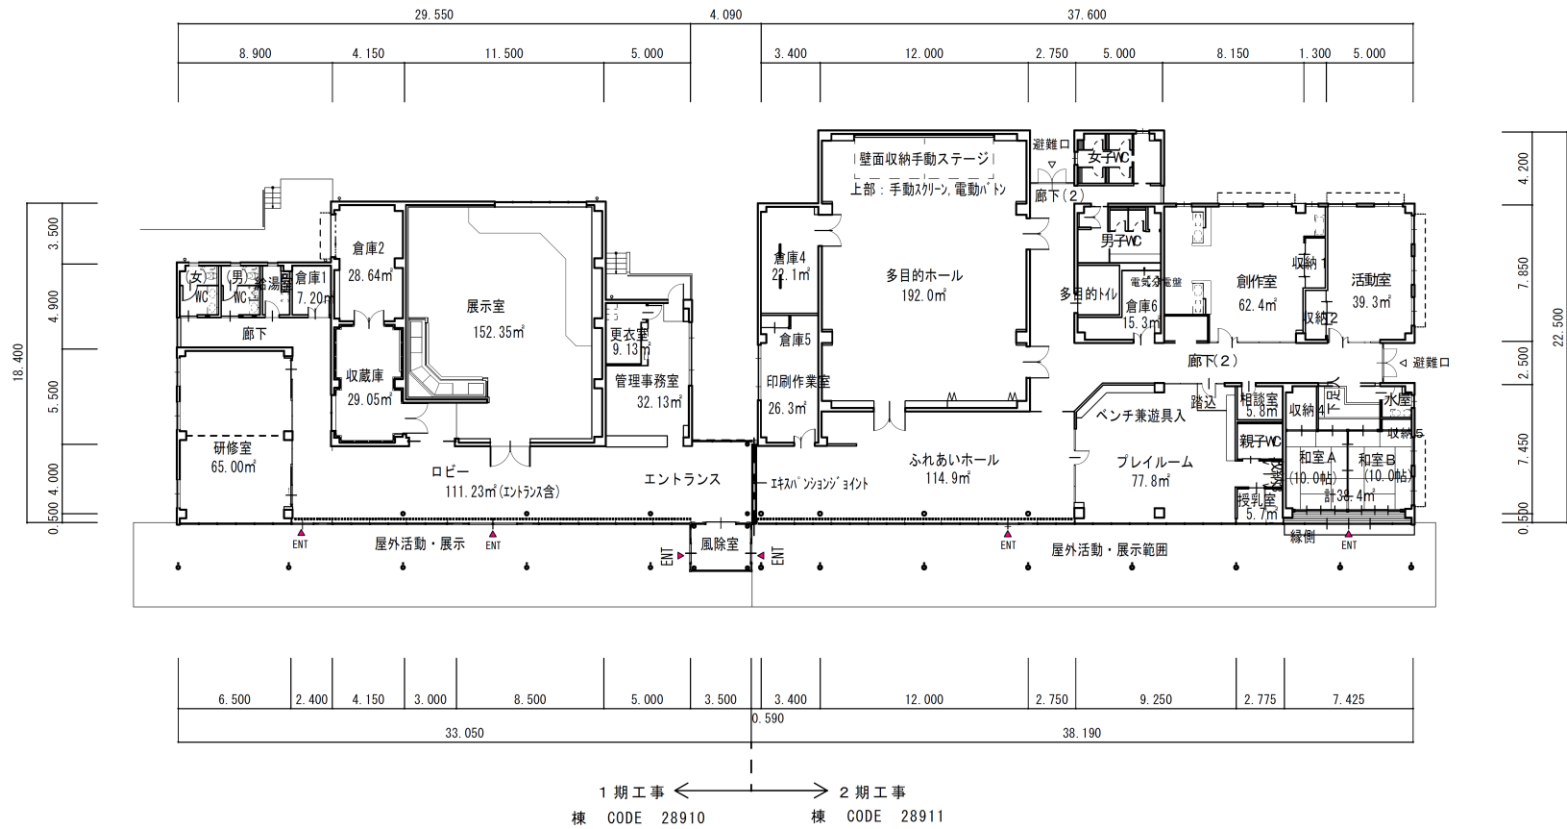 29.550
4.090
37.600
8.900
4.150
11.500
5.000
3.400
12.000
2.750
5.000
8.150
1.300
5.000
壁面収納手動ステージ
上部：手動スクリーン,電動バトン
避難口
女子WC
廊下(2)
4.200
3.500
4.900
5.500
4.000
0.500
18.400
倉庫2
28.64㎡
(女)
WC
(男)
WC
給湯室
倉庫1
7.20㎡
廊下
展示室
152.35㎡
収蔵庫
29.05㎡
更衣室
9.13㎡
管理事務室
32.13㎡
研修室
65.00㎡
ロビー
111.23㎡(エントランス含)
エントランス
倉庫4
22.1㎡
倉庫5
印刷作業室
26.3㎡
多目的ホール
192.0㎡
男子WC
多目的トイレ
電気分電盤
倉庫6
15.3㎡
創作室
62.4㎡
収納1
収納2
活動室
39.3㎡
廊下(2)
避難口
7.850
2.500
7.450
0.500
22.500
エキスパンションジョイント
ふれあいホール
114.9㎡
ベンチ兼遊具入
踏込
プレイルーム
77.8㎡
相談室
5.8㎡
親子WC
授乳室
5.7㎡
収納4
水屋
収納5
和室A
(10.0帖)
和室B
(10.0帖)
計38.4㎡
縁側
ENT
屋外活動・展示
ENT
ENT
風除室
ENT
ENT
屋外活動・展示範囲
ENT
6.500
2.400
4.150
3.000
8.500
5.000
3.500
3.400
12.000
2.750
9.250
2.775
7.425
0.590
33.050
38.190
1期工事
2期工事
棟 CODE 28910
棟 CODE 28911